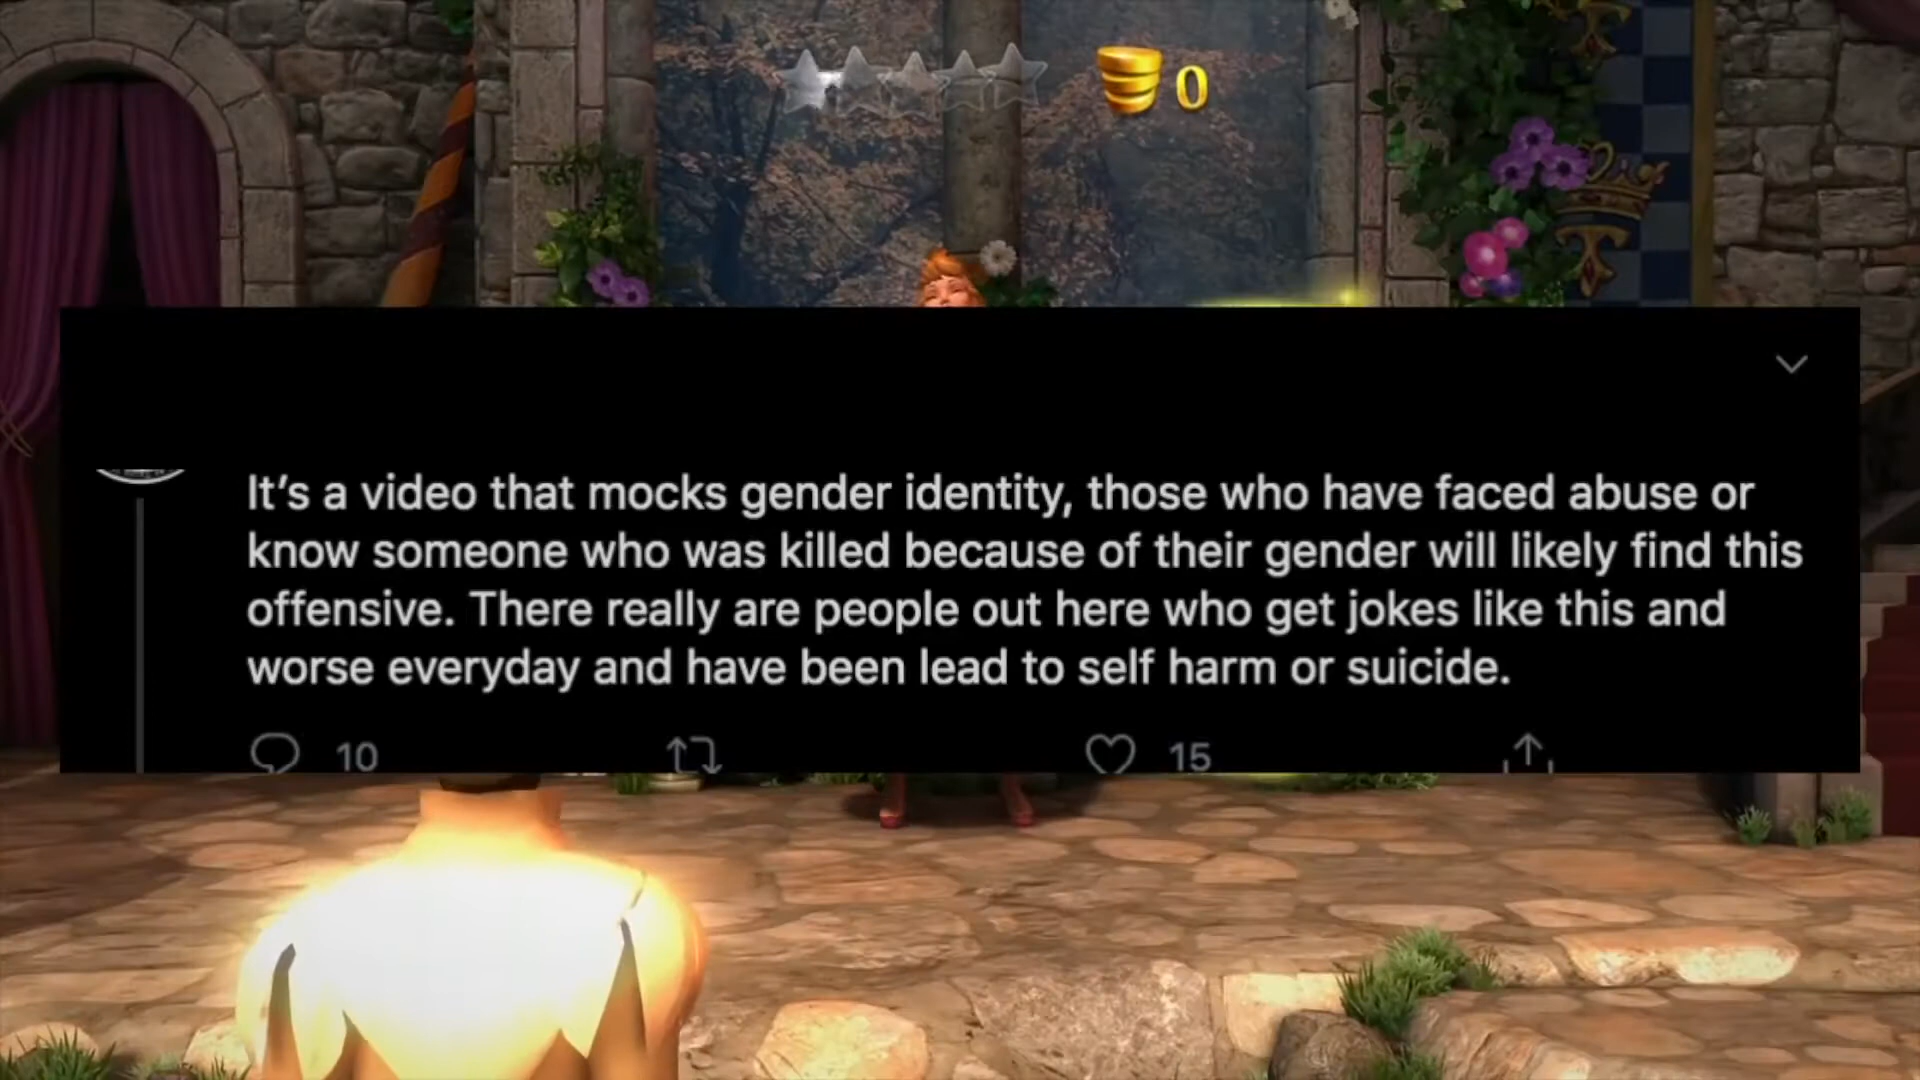 0
It's a video that mocks gender identity, those who have faced abuse or
know someone who was killed because of their gender will likely find this
offensive. There really are people out here who get jokes like this and
worse everyday and have been lead to self harm or suicide.
10 15